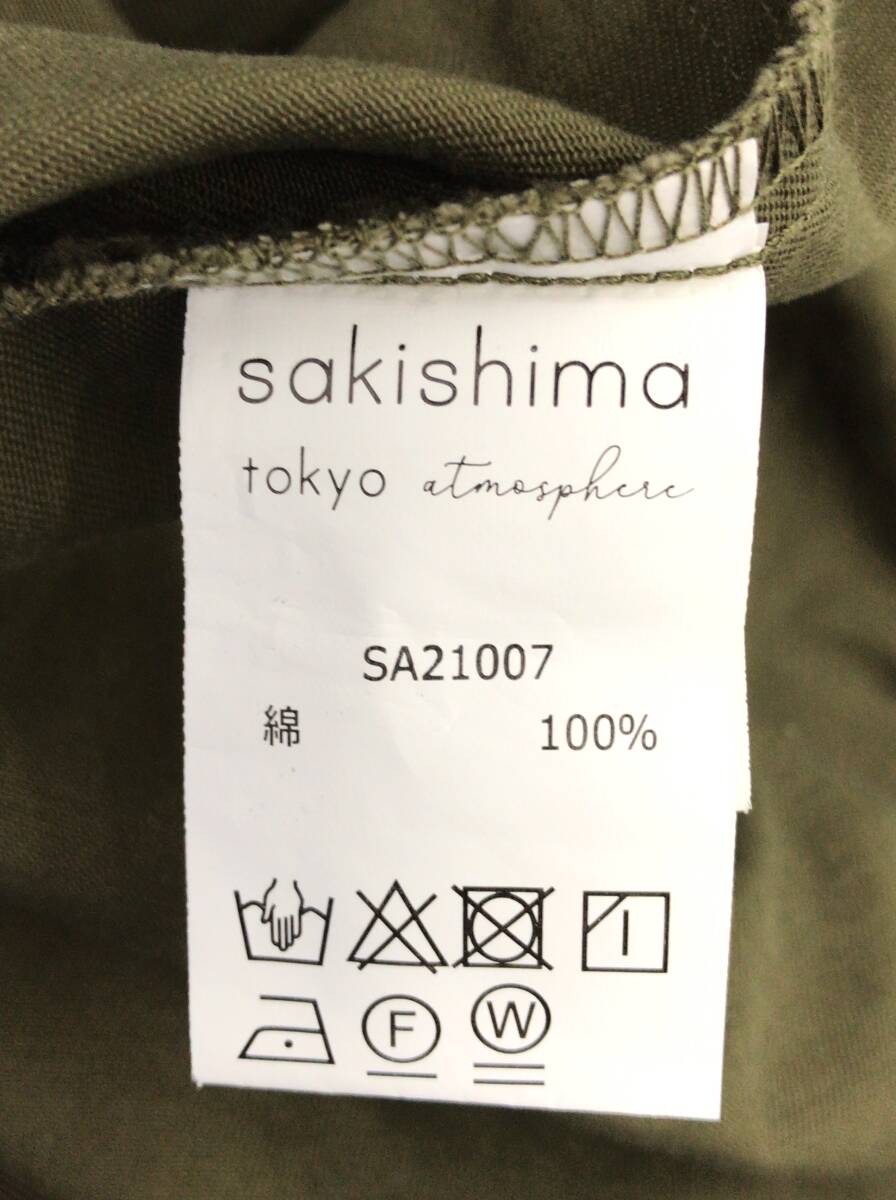 sakishima
tokyo atmosphere
SA21007
綿 100%
F W